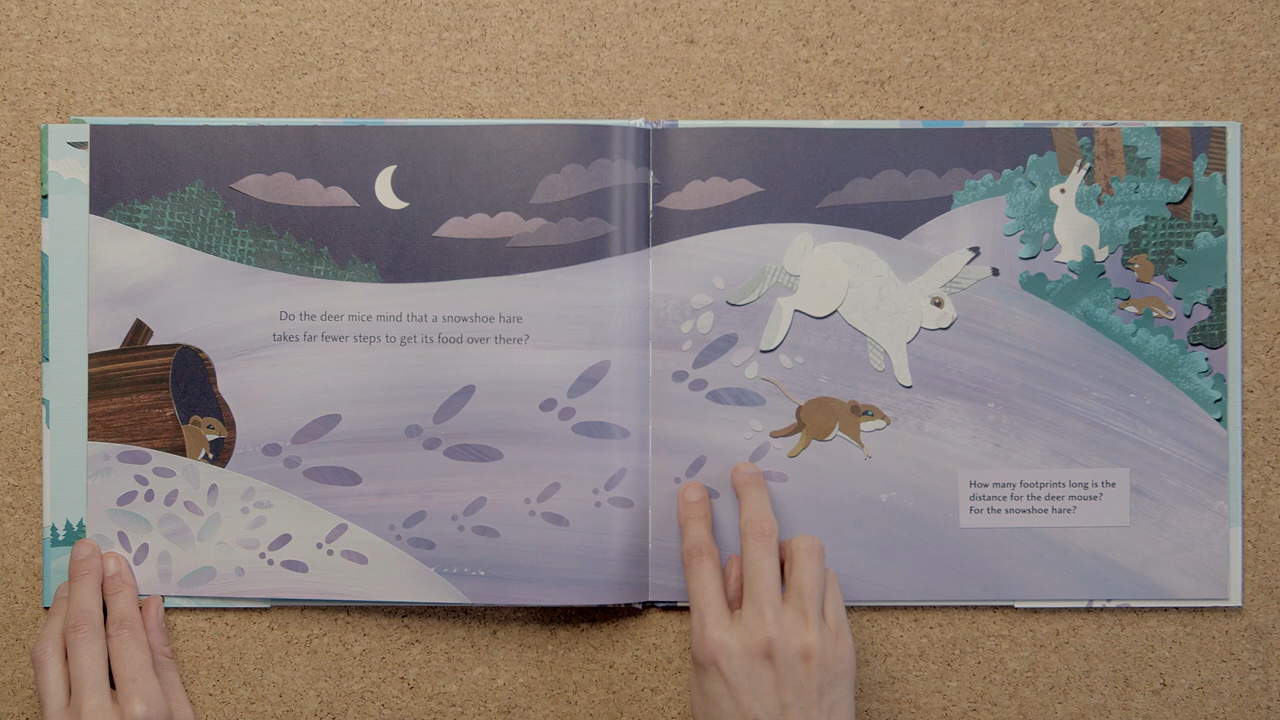 Do the deer mice mind that a snowshoe hare
takes far fewer steps to get its food over there?
How many footprints long is the
distance for the deer mouse?
For the snowshoe hare?